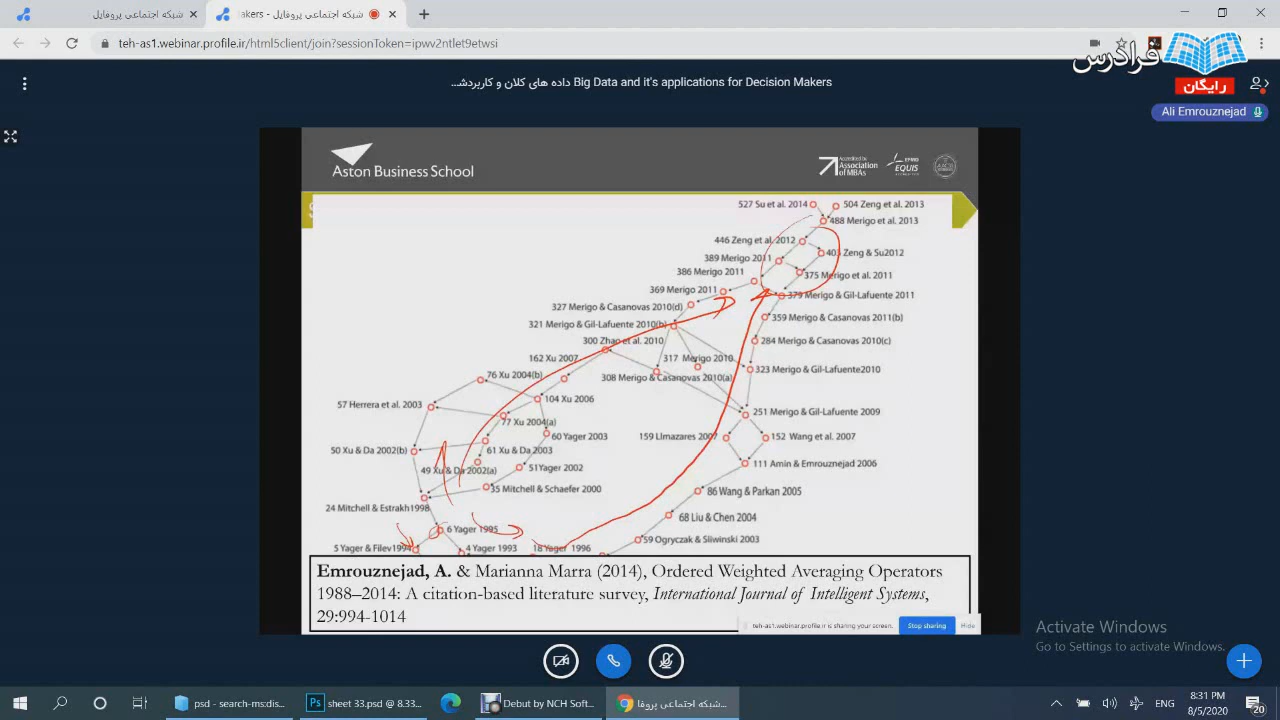 شبکه اجتماعی پروفایل
شبکه اجتماعی پروفایل -
teh-as1.webinar.profile.ir/html5client/join?sessionToken=ipwv2ntlet9etwsi
فرادرس
رایگان
داده های کلان و کاربردش... Big Data and it's applications for Decision Makers
Ali Emrouznejad
Aston Business School
Accredited by
Association
of MBAs
EFMD
EQUIS
AACSB
S
527 Su et al. 2014
504 Zeng et al. 2013
488 Merigo et al. 2013
446 Zeng et al. 2012
403 Zeng & Su2012
389 Merigo 2011
386 Merigo 2011
375 Merigo et al. 2011
369 Merigo 2011
379 Merigo & Gil-Lafuente 2011
327 Merigo & Casanovas 2010(d)
359 Merigo & Casanovas 2011(b)
321 Merigo & Gil-Lafuente 2010(b)
300 Zhao et al. 2010
284 Merigo & Casanovas 2010(c)
162 Xu 2007
317 Merigo 2010
323 Merigo & Gil-Lafuente2010
76 Xu 2004(b)
308 Merigo & Casanovas 2010(a)
104 Xu 2006
57 Herrera et al. 2003
251 Merigo & Gil-Lafuente 2009
77 Xu 2004(a)
60 Yager 2003
159 Llmazares 2007
152 Wang et al. 2007
50 Xu & Da 2002(b)
61 Xu & Da 2003
111 Amin & Emrouznejad 2006
49 Xu & Da 2002(a)
51Yager 2002
35 Mitchell & Schaefer 2000
86 Wang & Parkan 2005
24 Mitchell & Estrakh1998
68 Liu & Chen 2004
6 Yager 1995
59 Ogryczak & Sliwinski 2003
5 Yager & Filev1994
4 Yager 1993
18 Yager 1996
Emrouznejad, A. & Marianna Marra (2014), Ordered Weighted Averaging Operators
1988–2014: A citation-based literature survey, International Journal of Intelligent Systems,
29:994-1014
teh-as1.webinar.profile.ir is sharing your screen.
Stop sharing
Hide
Activate Windows
Go to Settings to activate Windows.
psd - search-ms:dis...
Ps
sheet 33.psd @ 8.33...
Debut by NCH Soft...
شبکه اجتماعی پروفا...
ENG
8:31 PM
8/5/2020
20